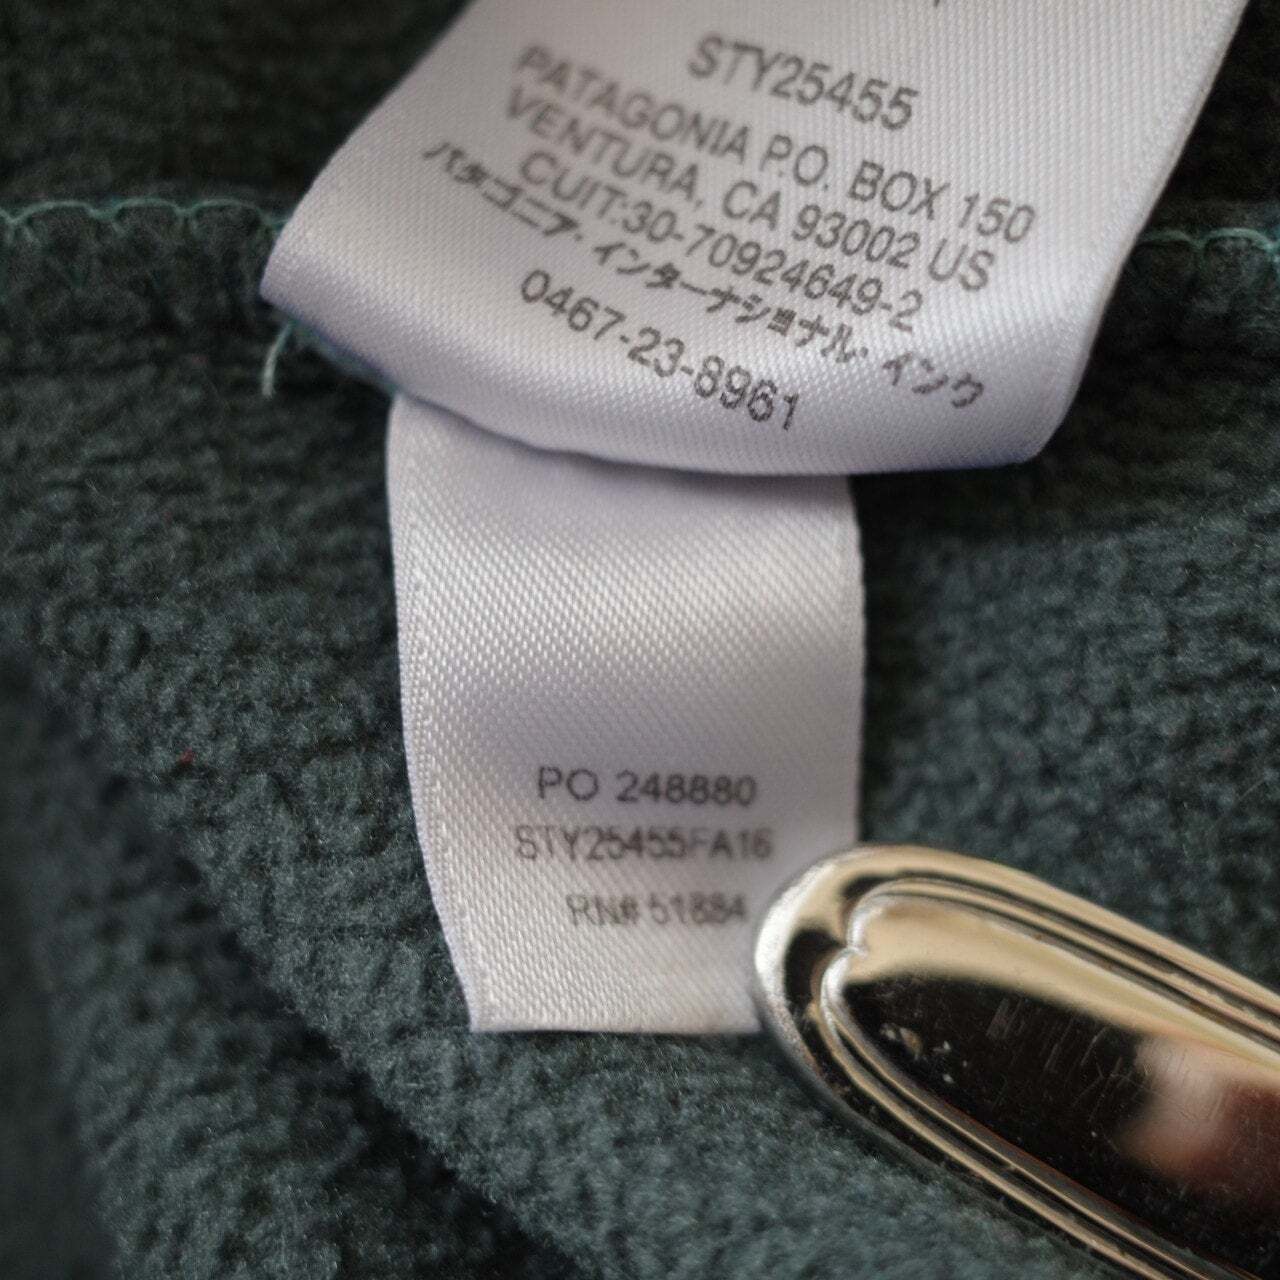 STY25455
PATAGONIA P.O. BOX 150
VENTURA, CA 93002 US
CUIT:30-70924649-2
パタゴニア・インターナショナル・インク
0467-23-8961
PO 248880
STY25455FA16
RN# 51884